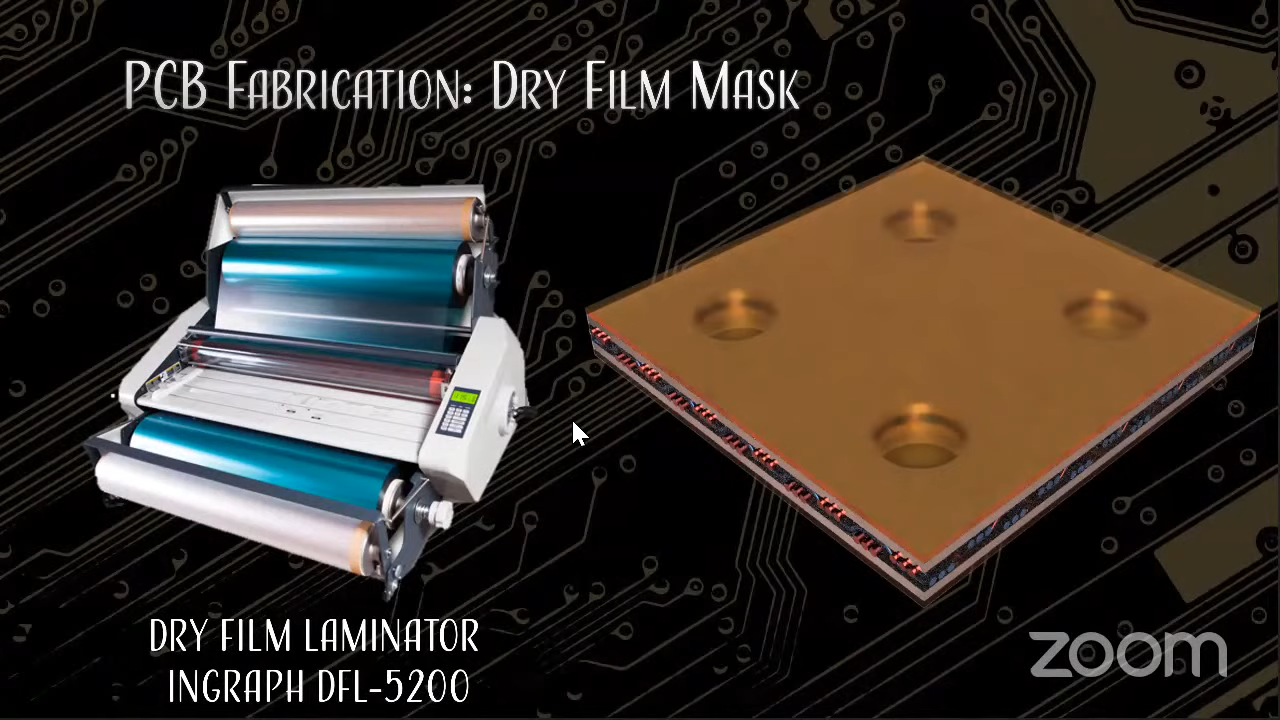 PCB Fabrication: Dry Film Mask
DRY FILM LAMINATOR
INGRAPH DFL-5200
zoom